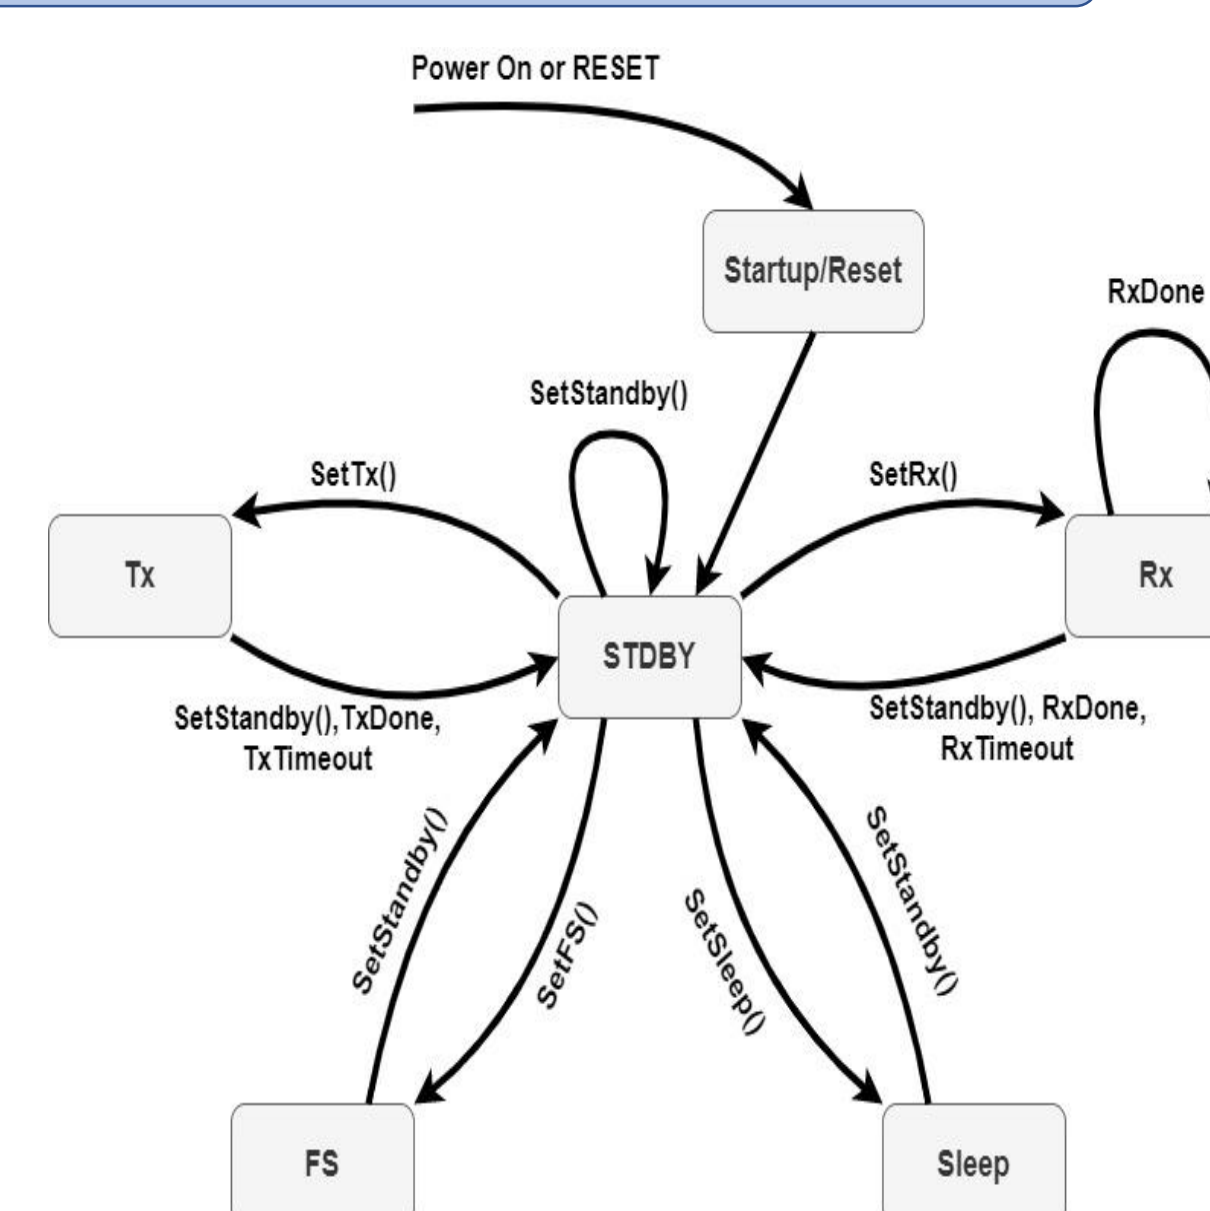 Power On or RESET
Startup/Reset
RxDone
SetStandby()
SetTx()
SetRx()
Tx
Rx
STDBY
SetStandby(),TxDone,
TxTimeout
SetStandby(), RxDone,
RxTimeout
SetStandby()
SetFS()
SetSleep()
SetStandby()
FS
Sleep